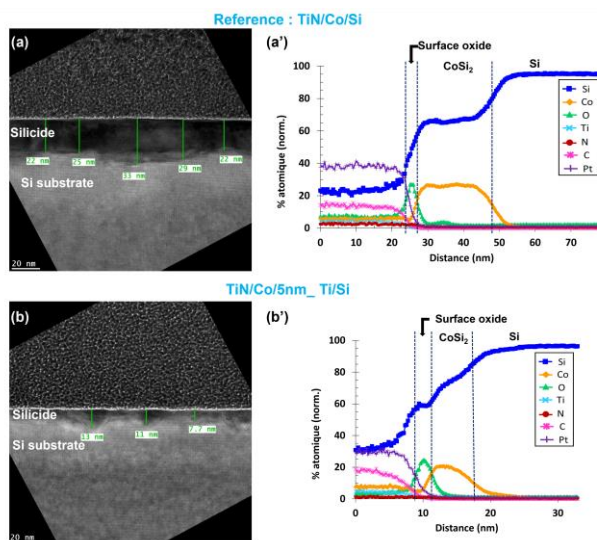 Reference : TiN/Co/Si
(a)
Silicide
22 nm
25 nm
33 nm
29 nm
22 nm
Si substrate
20 nm
(a’)
Surface oxide
CoSi2
Si
% atomique (norm.)
100
80
60
40
20
0
0 10 20 30 40 50 60 70
Distance (nm)
Si
Co
O
Ti
N
C
Pt
TiN/Co/5nm_ Ti/Si
(b)
Silicide
13 nm
11 nm
7.7 nm
Si substrate
20 nm
(b’)
Surface oxide
CoSi2
Si
% atomique (norm.)
100
80
60
40
20
0
0 10 20 30
Distance (nm)
Si
Co
O
Ti
N
C
Pt